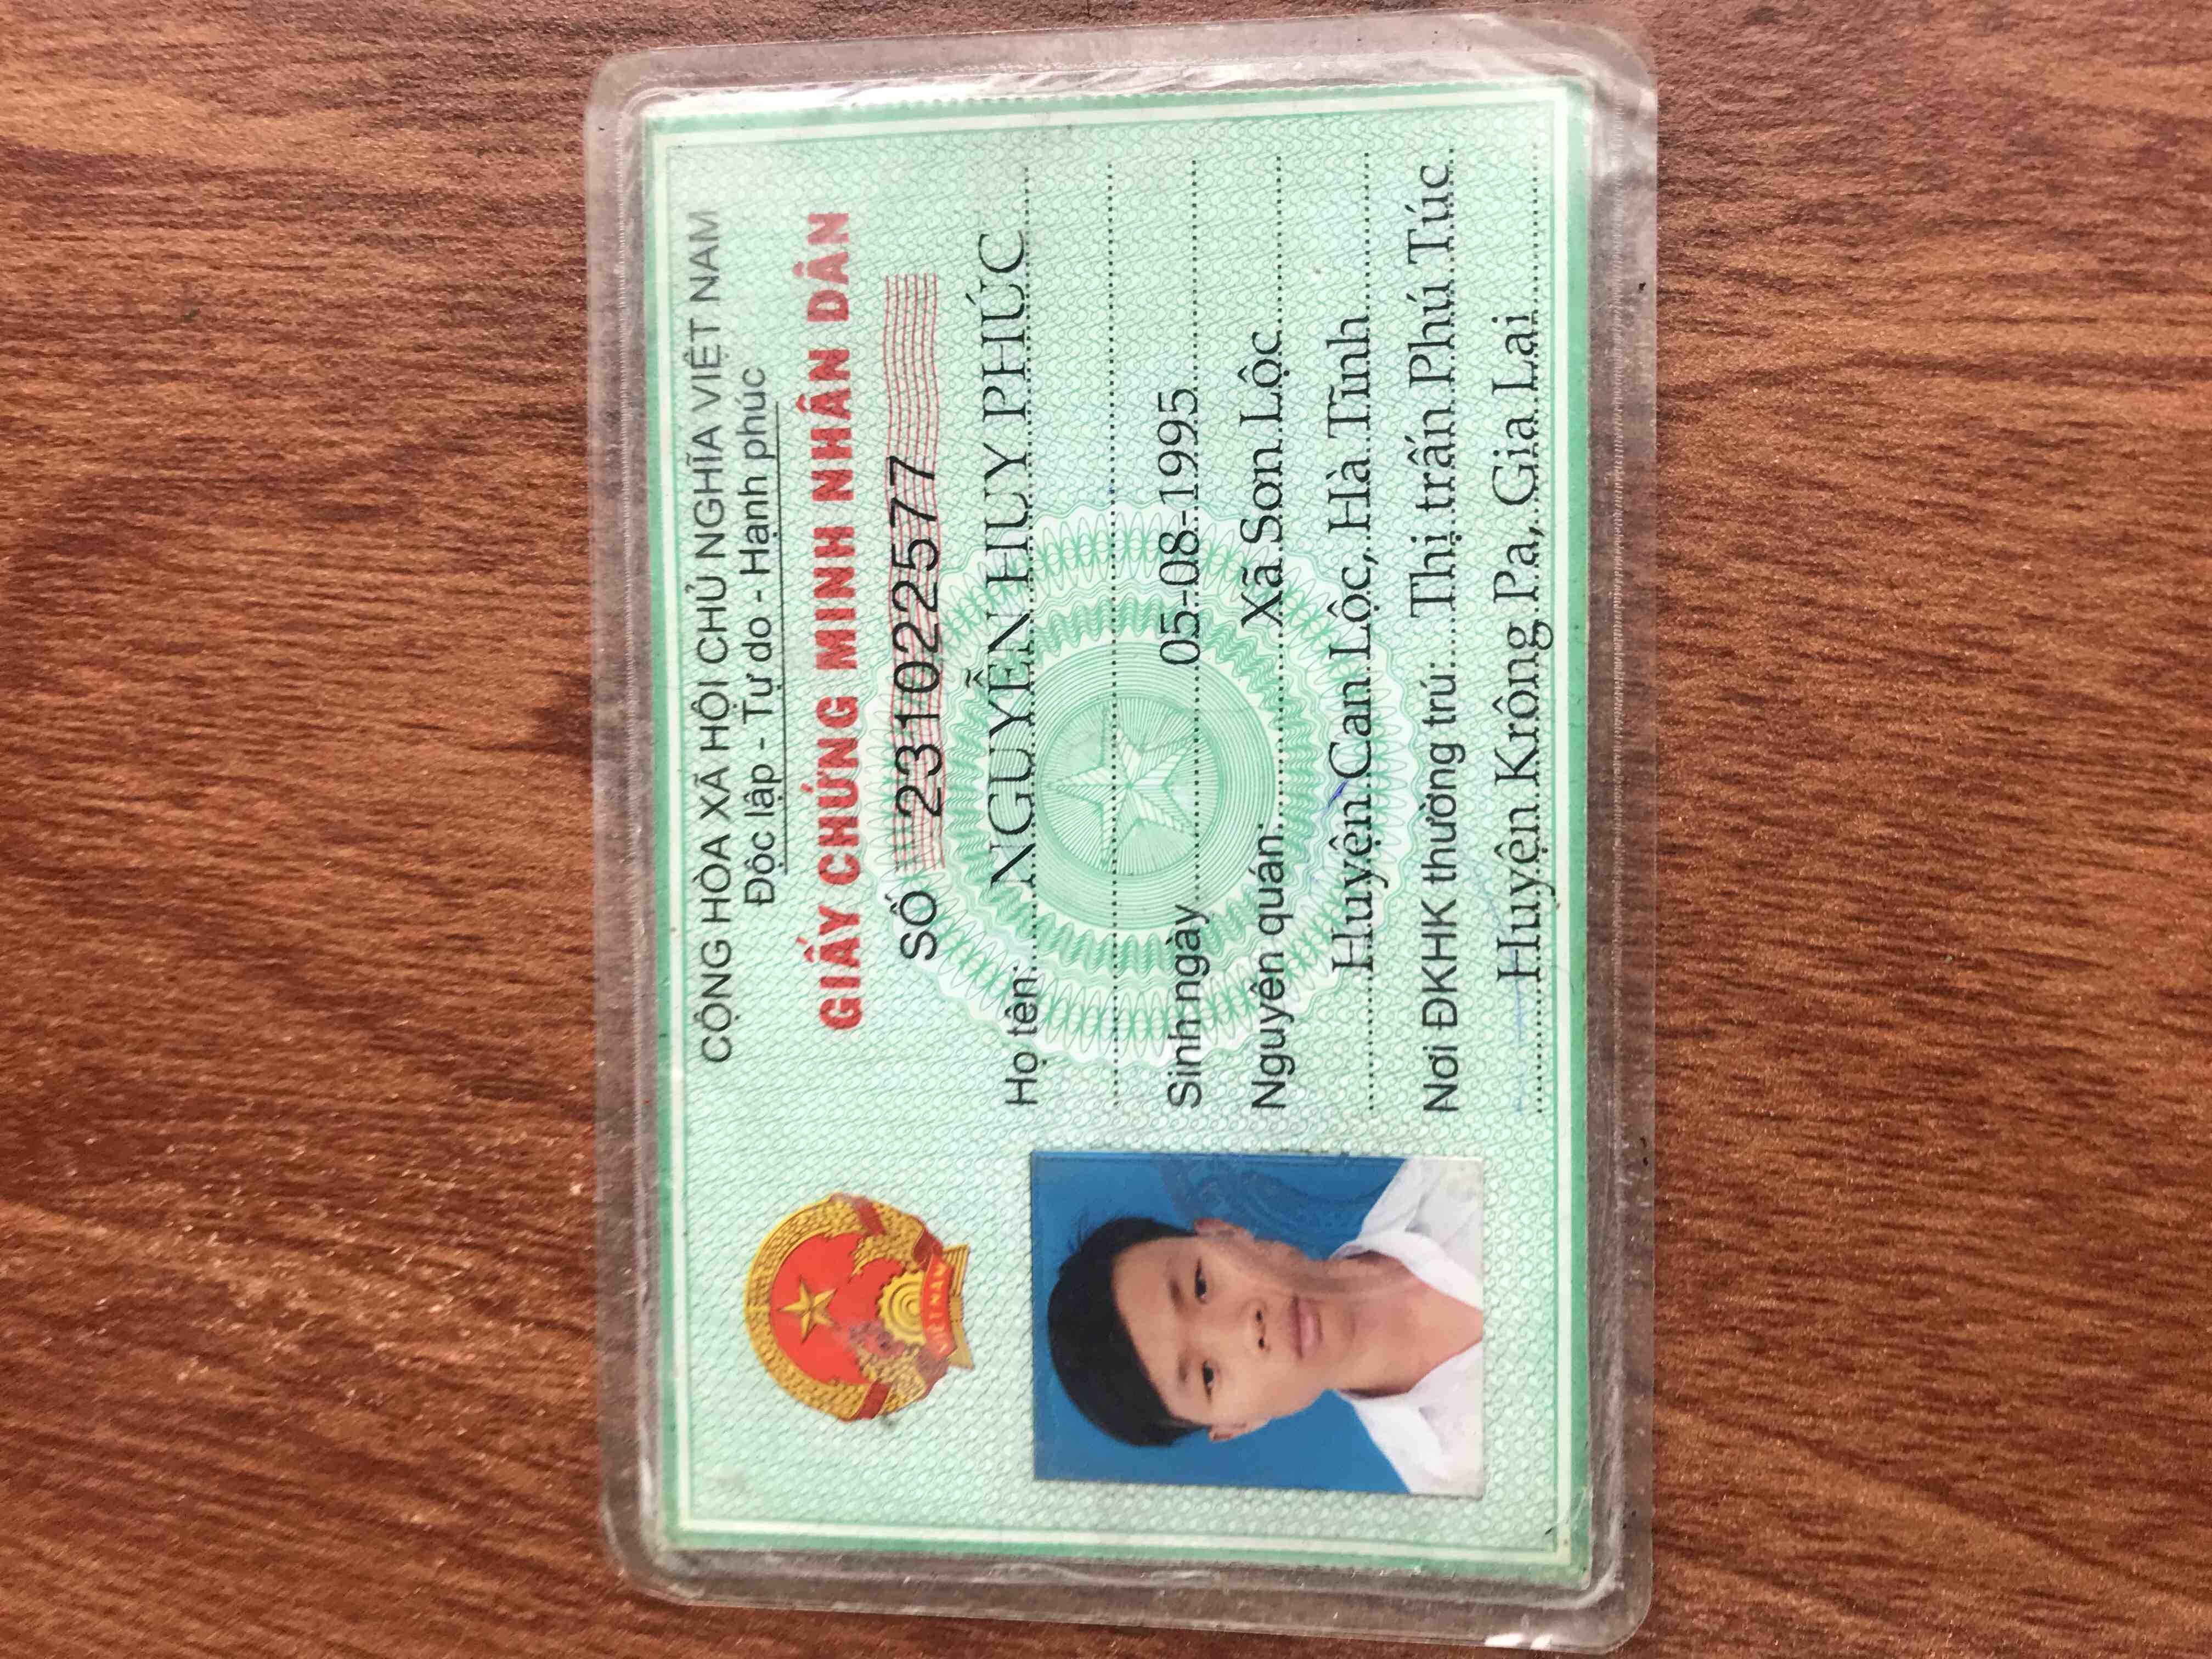 CỘNG HÒA XÃ HỘI CHỦ NGHĨA VIỆT NAM
Độc lập - Tự do - Hạnh phúc
GIẤY CHỨNG MINH NHÂN DÂN
SỐ 231022577
Họ tên: NGUYỄN HUY PHÚC
Sinh ngày 05-08-1995
Nguyên quán: Xã Sơn Lộc
Huyện Can Lộc, Hà Tĩnh
Nơi ĐKHK thường trú: Thị trấn Phú Túc
Huyện Krông Pa, Gia Lai
VIỆT NAM